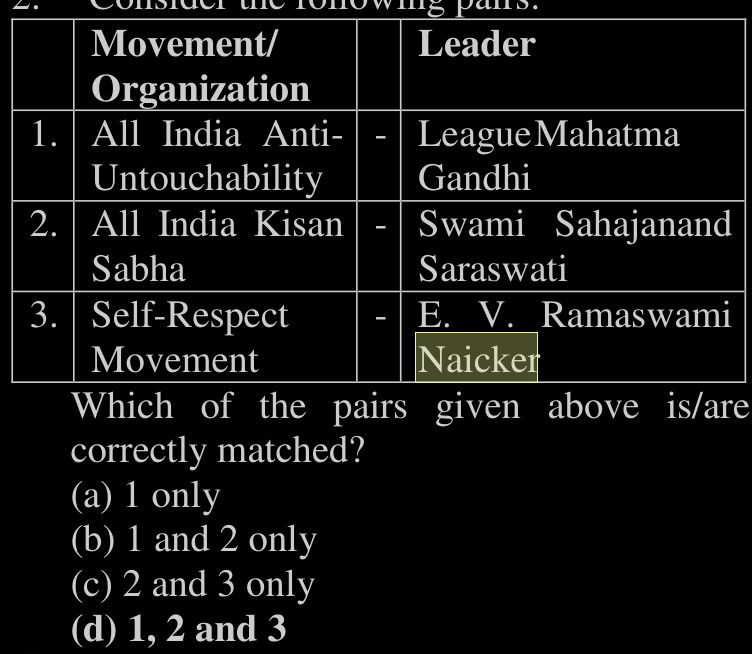 2. Consider the following pairs:
Movement/ Leader
Organization
1. All India Anti- - LeagueMahatma
Untouchability Gandhi
2. All India Kisan - Swami Sahajanand
Sabha Saraswati
3. Self-Respect - E. V. Ramaswami
Movement Naicker
Which of the pairs given above is/are
correctly matched?
(a) 1 only
(b) 1 and 2 only
(c) 2 and 3 only
(d) 1, 2 and 3